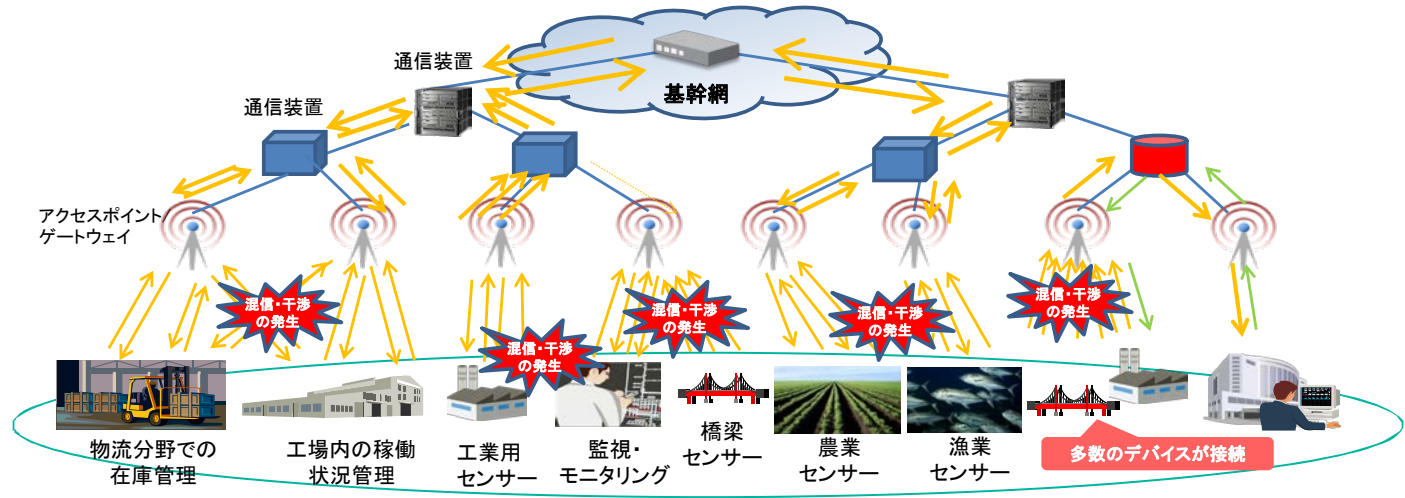 通信装置
基幹網
通信装置
アクセスポイント/
ゲートウェイ
混信・干渉
の発生
混信・干渉
の発生
混信・干渉
の発生
混信・干渉
の発生
混信・干渉
の発生
物流分野での
在庫管理
工場内の稼働
状況管理
工業用
センサー
監視・
モニタリング
橋梁
センサー
農業
センサー
漁業
センサー
多数のデバイスが接続